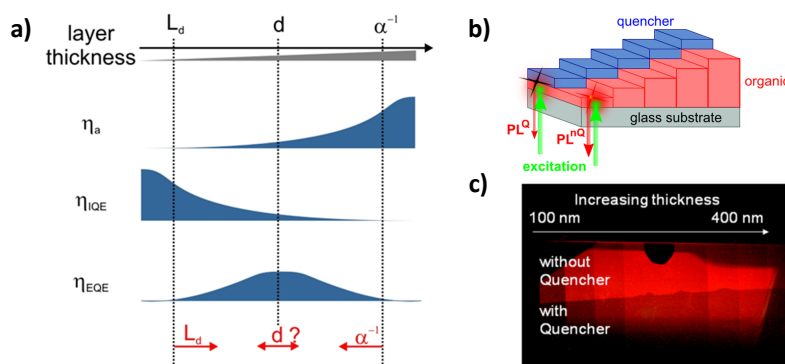 a)
L_d d α⁻¹
layer
thickness
η_a
η_IQE
η_EQE
L_d d ? α⁻¹
b)
quencher
organic
glass substrate
PL^Q
PL^nQ
excitation
c)
Increasing thickness
100 nm 400 nm
without
Quencher
with
Quencher